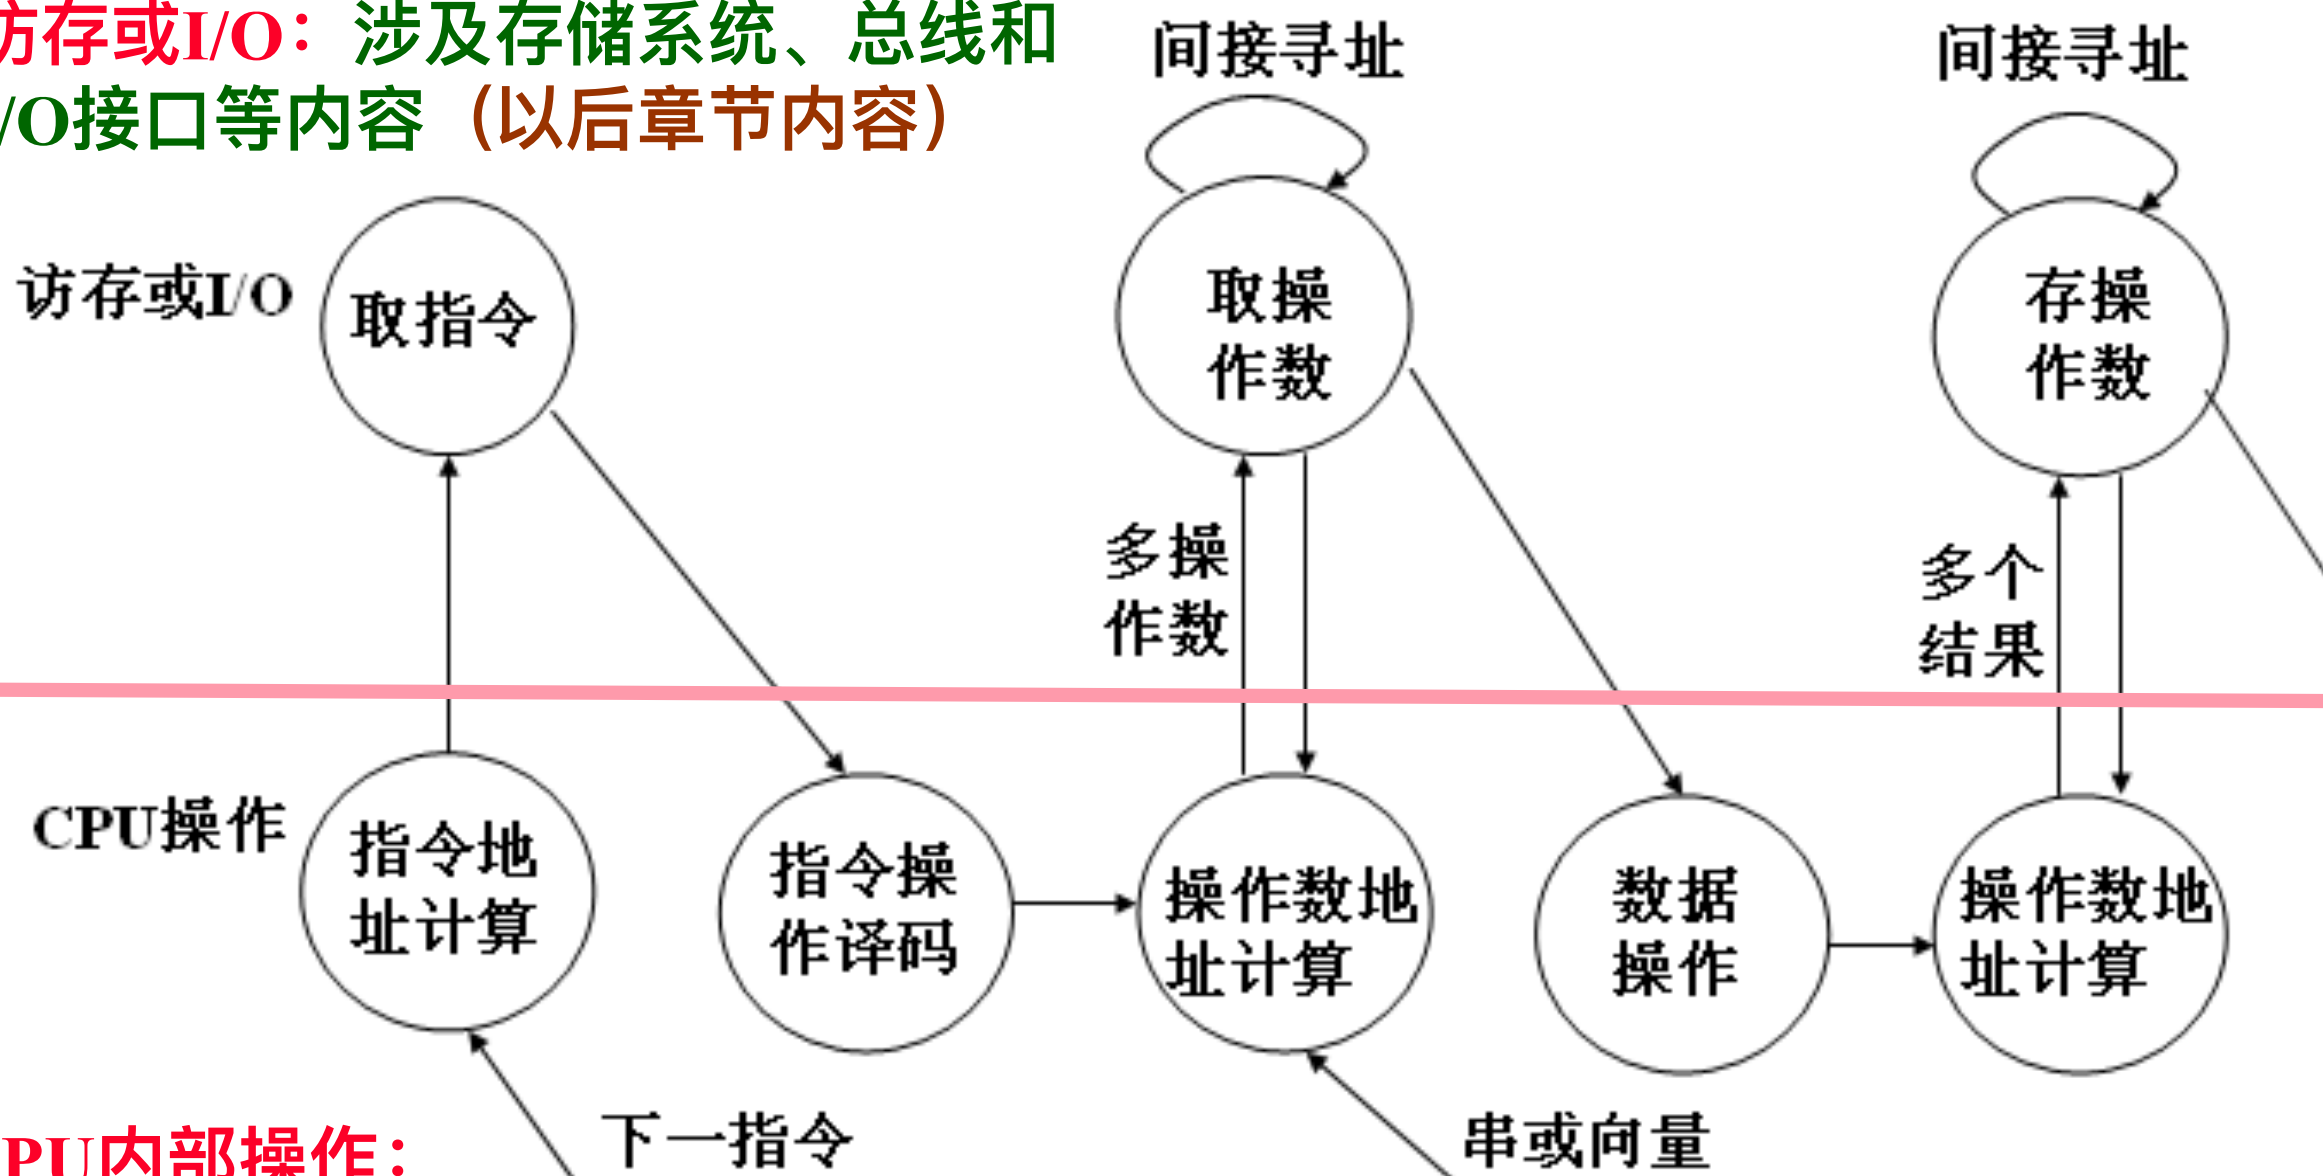 访存或I/O：涉及存储系统、总线和
/O接口等内容（以后章节内容）
间接寻址
间接寻址
访存或I/O
取指令
取操
作数
存操
作数
多操
作数
多个
结果
CPU操作
指令地
址计算
指令操
作译码
操作数地
址计算
数据
操作
操作数地
址计算
下一指令
串或向量
PU内部操作：